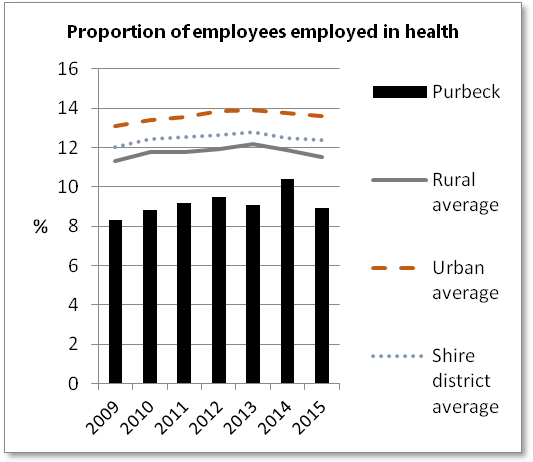 Proportion of employees employed in health
16
14
12
10
8
6
4
2
0
%
2009 2010 2011 2012 2013 2014 2015
Purbeck
Rural
average
Urban
average
Shire
district
average